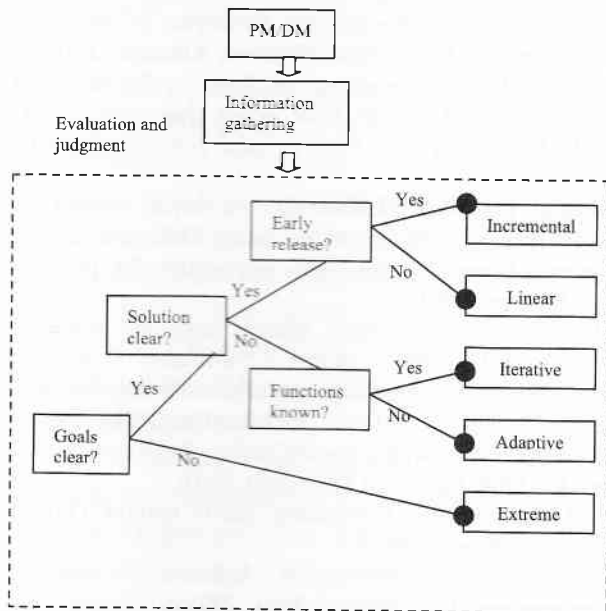 PM/DM
Information
gathering
Evaluation and
judgment
Early
release?
Yes
Incremental
No
Linear
Solution
clear?
Yes
No
Functions
known?
Yes
Iterative
No
Adaptive
Goals
clear?
Yes
No
Extreme